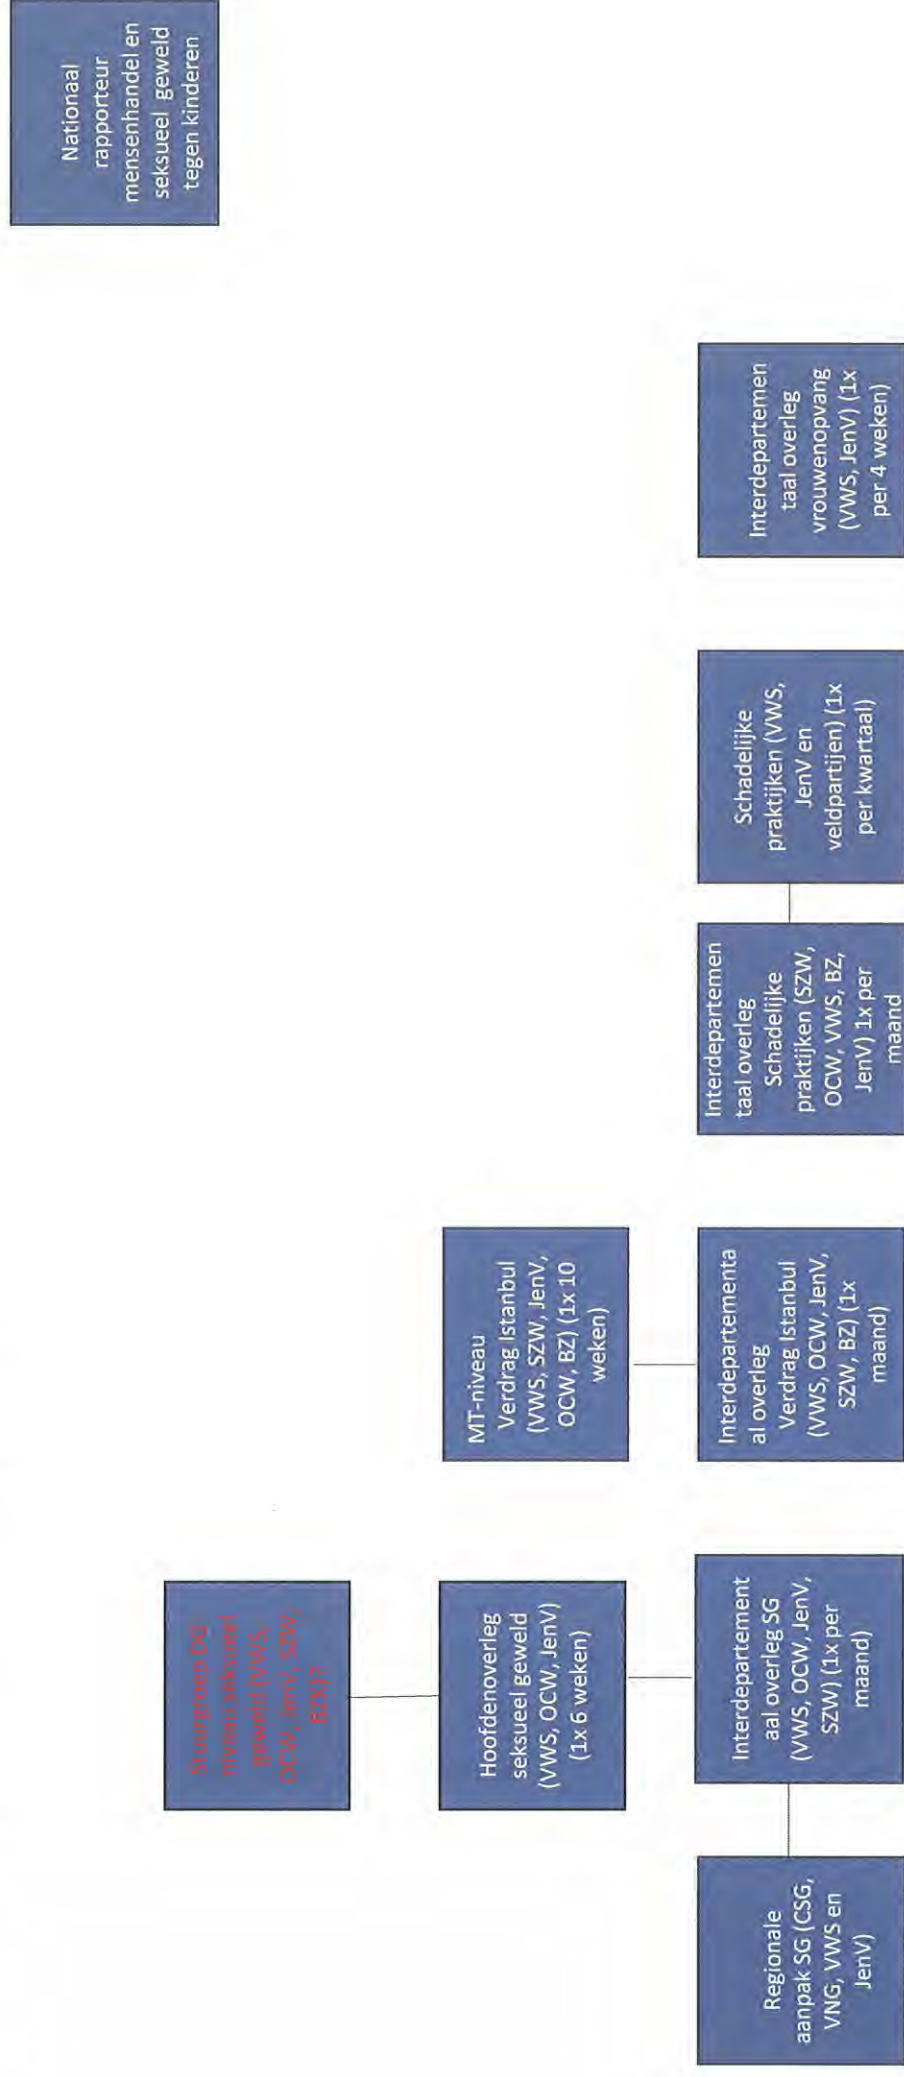 Nationaal
rapporteur
mensenhandel en
seksueel geweld
tegen kinderen
Stuurgroep DG-
niveau seksueel
geweld (VWS,
OCW, JenV, SZW,
BZK)?
Hoofdenoverleg
seksueel geweld
(VWS, OCW, JenV)
(1x 6 weken)
MT-niveau
Verdrag Istanbul
(VWS, SZW, JenV,
OCW, BZ) (1x 10
weken)
Regionale
aanpak SG (CSG,
VNG, VWS en
JenV)
Interdepartement
aal overleg SG
(VWS, OCW, JenV,
SZW) (1x per
maand)
Interdepartementa
al overleg
Verdrag Istanbul
(VWS, OCW, JenV,
SZW, BZ) (1x
maand)
Interdepartemen
taal overleg
Schadelijke
praktijken (SZW,
OCW, VWS, BZ,
JenV) 1x per
maand
Schadelijke
praktijken (VWS,
JenV en
veldpartijen) (1x
per kwartaal)
Interdepartemen
taal overleg
vrouwenopvang
(VWS, JenV) (1x
per 4 weken)